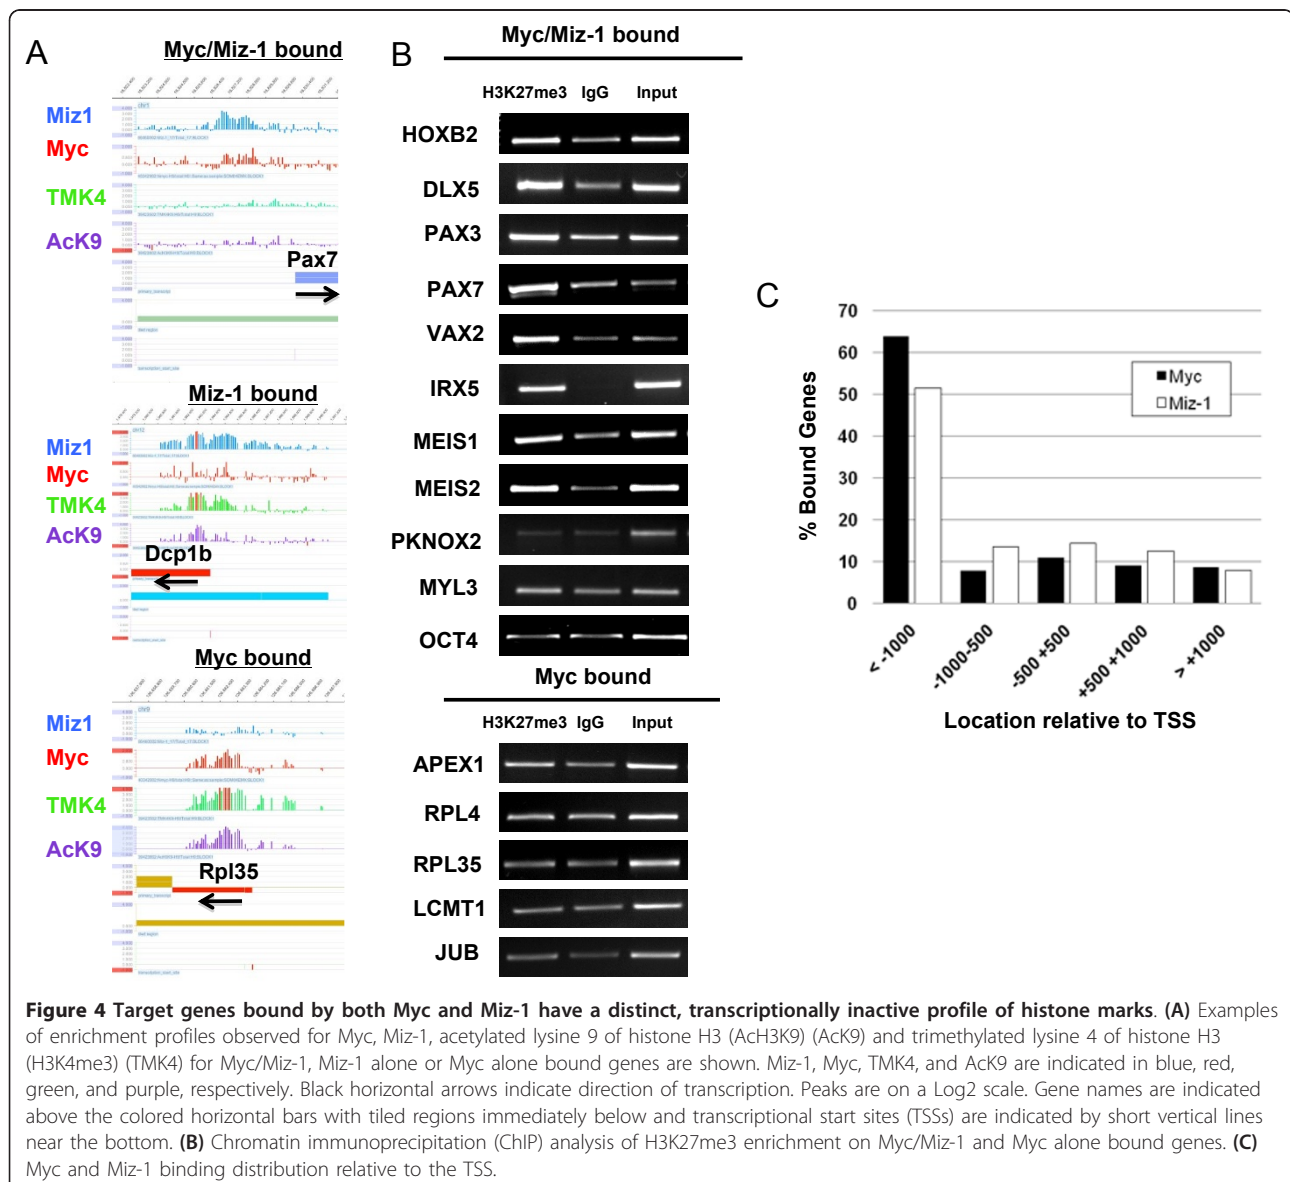 A
Myc/Miz-1 bound
Miz1
Myc
TMK4
AcK9
Pax7
Miz-1 bound
Miz1
Myc
TMK4
AcK9
Dcp1b
Myc bound
Miz1
Myc
TMK4
AcK9
Rpl35
B
Myc/Miz-1 bound
H3K27me3 IgG Input
HOXB2
DLX5
PAX3
PAX7
VAX2
IRX5
MEIS1
MEIS2
PKNOX2
MYL3
OCT4
Myc bound
H3K27me3 IgG Input
APEX1
RPL4
RPL35
LCMT1
JUB
C
70
60
50
40
30
20
10
0
% Bound Genes
Myc
Miz-1
< -1000
-1000-500
-500 +500
+500 +1000
> +1000
Location relative to TSS
Figure 4 Target genes bound by both Myc and Miz-1 have a distinct, transcriptionally inactive profile of histone marks. (A) Examples
of enrichment profiles observed for Myc, Miz-1, acetylated lysine 9 of histone H3 (AcH3K9) (AcK9) and trimethylated lysine 4 of histone H3
(H3K4me3) (TMK4) for Myc/Miz-1, Miz-1 alone or Myc alone bound genes are shown. Miz-1, Myc, TMK4, and AcK9 are indicated in blue, red,
green, and purple, respectively. Black horizontal arrows indicate direction of transcription. Peaks are on a Log2 scale. Gene names are indicated
above the colored horizontal bars with tiled regions immediately below and transcriptional start sites (TSSs) are indicated by short vertical lines
near the bottom. (B) Chromatin immunoprecipitation (ChIP) analysis of H3K27me3 enrichment on Myc/Miz-1 and Myc alone bound genes. (C)
Myc and Miz-1 binding distribution relative to the TSS.